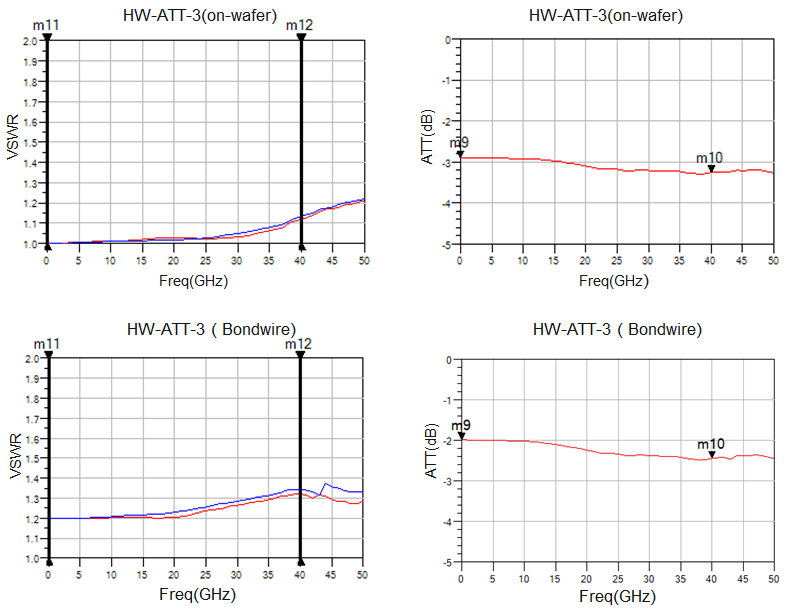 HW-ATT-3(on-wafer)
m11
m12
2.0
1.9
1.8
1.7
1.6
1.5
1.4
1.3
1.2
1.1
1.0
VSWR
0 5 10 15 20 25 30 35 40 45 50
Freq(GHz)
HW-ATT-3(on-wafer)
0
-1
-2
-3
-4
-5
ATT(dB)
m9
m10
0 5 10 15 20 25 30 35 40 45 50
Freq(GHz)
HW-ATT-3 ( Bondwire)
m11
m12
2.0
1.9
1.8
1.7
1.6
1.5
1.4
1.3
1.2
1.1
1.0
VSWR
0 5 10 15 20 25 30 35 40 45 50
Freq(GHz)
HW-ATT-3 ( Bondwire)
0
-1
-2
-3
-4
-5
ATT(dB)
m9
m10
0 5 10 15 20 25 30 35 40 45 50
Freq(GHz)